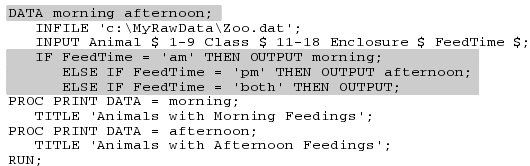 DATA morning afternoon;
INFILE 'c:\MyRawData\Zoo.dat';
INPUT Animal $ 1-9 Class $ 11-18 Enclosure $ FeedTime $;
IF FeedTime = 'am' THEN OUTPUT morning;
ELSE IF FeedTime = 'pm' THEN OUTPUT afternoon;
ELSE IF FeedTime = 'both' THEN OUTPUT;
PROC PRINT DATA = morning;
TITLE 'Animals with Morning Feedings';
PROC PRINT DATA = afternoon;
TITLE 'Animals with Afternoon Feedings';
RUN;